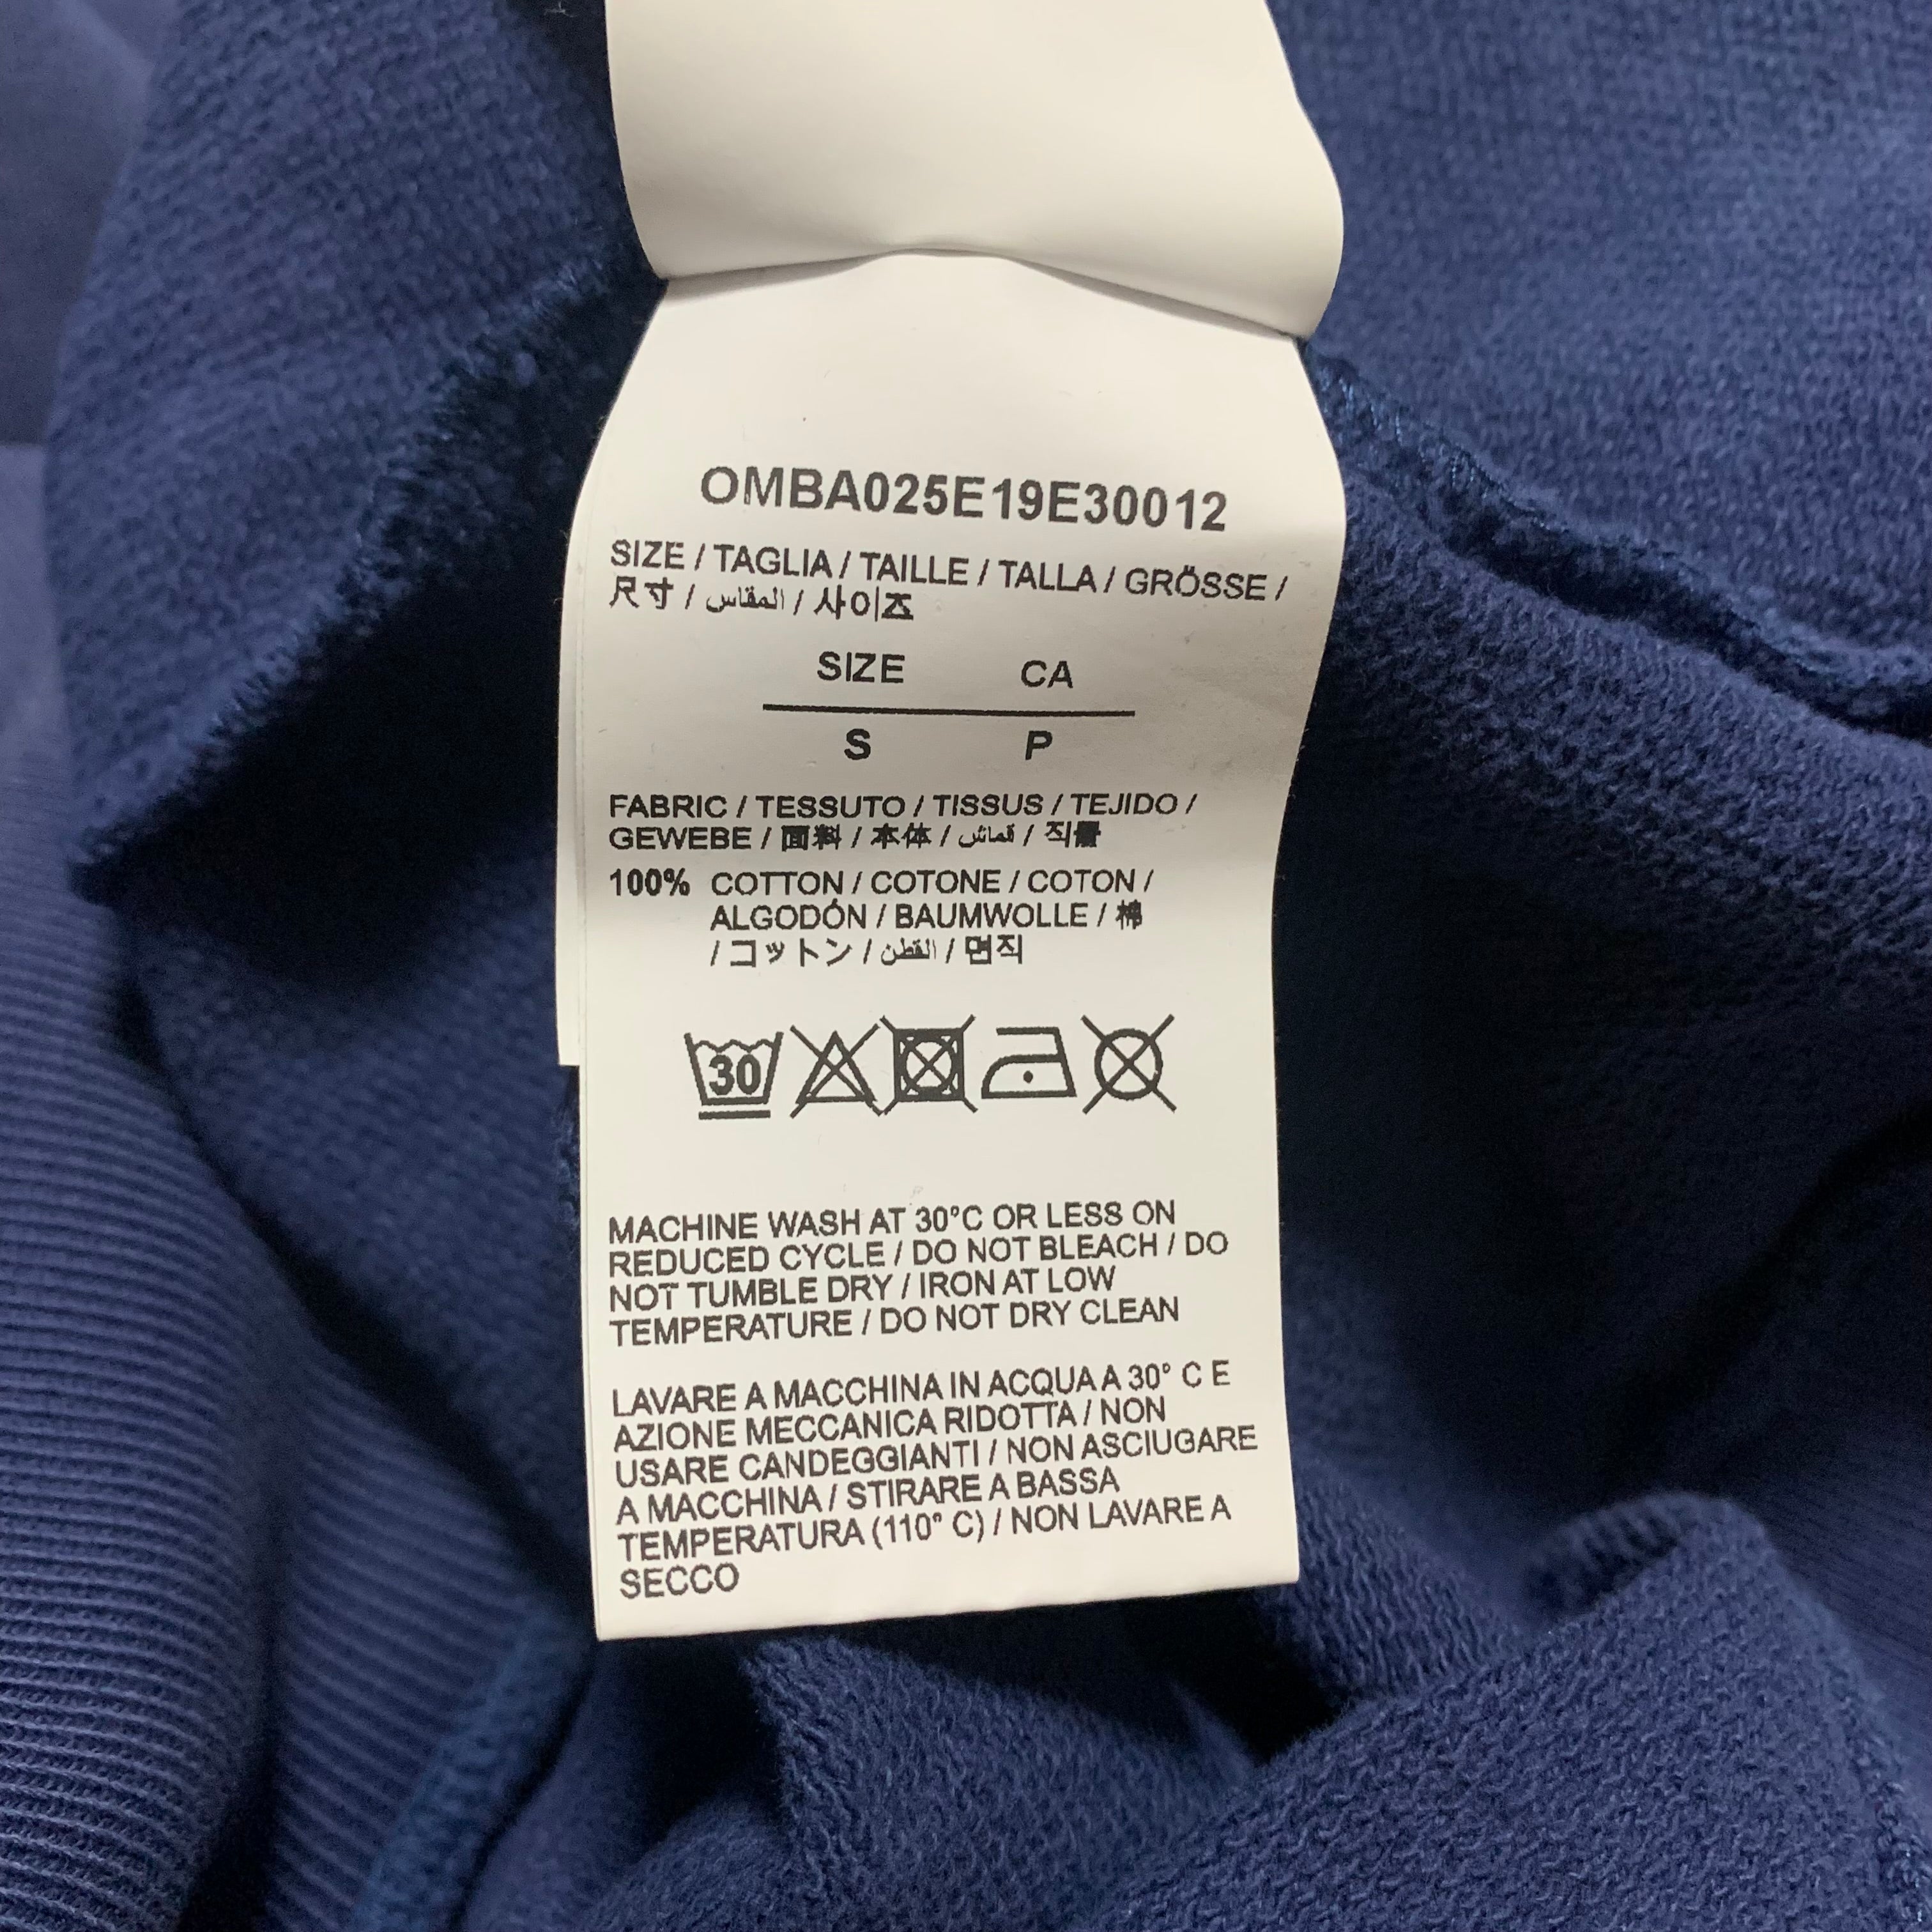 OMBA025E19E30012
SIZE / TAGLIA / TAILLE / TALLA / GRÖSSE /
尺寸 / المقاس / 사이즈
SIZE CA
S P
FABRIC / TESSUTO / TISSUS / TEJIDO /
GEWEBE / 面料 / 本体 / قماش / 직물
100% COTTON / COTONE / COTON /
ALGODÓN / BAUMWOLLE / 棉
/ コットン / القطن / 면직
30
MACHINE WASH AT 30°C OR LESS ON
REDUCED CYCLE / DO NOT BLEACH / DO
NOT TUMBLE DRY / IRON AT LOW
TEMPERATURE / DO NOT DRY CLEAN
LAVARE A MACCHINA IN ACQUA A 30° C E
AZIONE MECCANICA RIDOTTA / NON
USARE CANDEGGIANTI / NON ASCIUGARE
A MACCHINA / STIRARE A BASSA
TEMPERATURA (110° C) / NON LAVARE A
SECCO